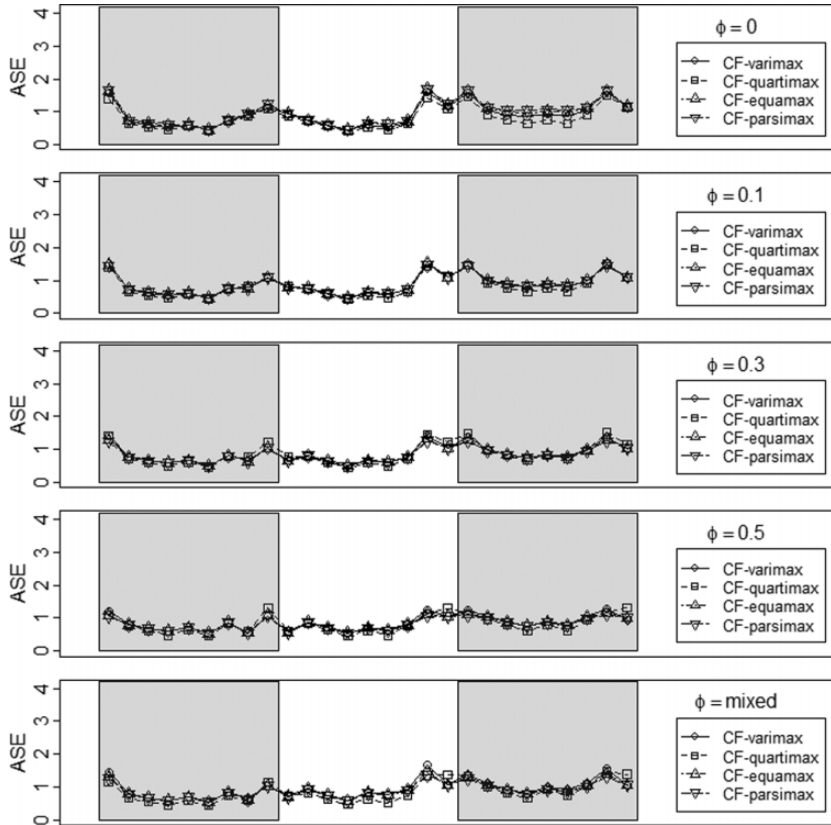 ASE
4
3
2
1
0
ϕ = 0
CF-varimax
CF-quartimax
CF-equamax
CF-parsimax
ASE
4
3
2
1
0
ϕ = 0.1
CF-varimax
CF-quartimax
CF-equamax
CF-parsimax
ASE
4
3
2
1
0
ϕ = 0.3
CF-varimax
CF-quartimax
CF-equamax
CF-parsimax
ASE
4
3
2
1
0
ϕ = 0.5
CF-varimax
CF-quartimax
CF-equamax
CF-parsimax
ASE
4
3
2
1
0
ϕ = mixed
CF-varimax
CF-quartimax
CF-equamax
CF-parsimax